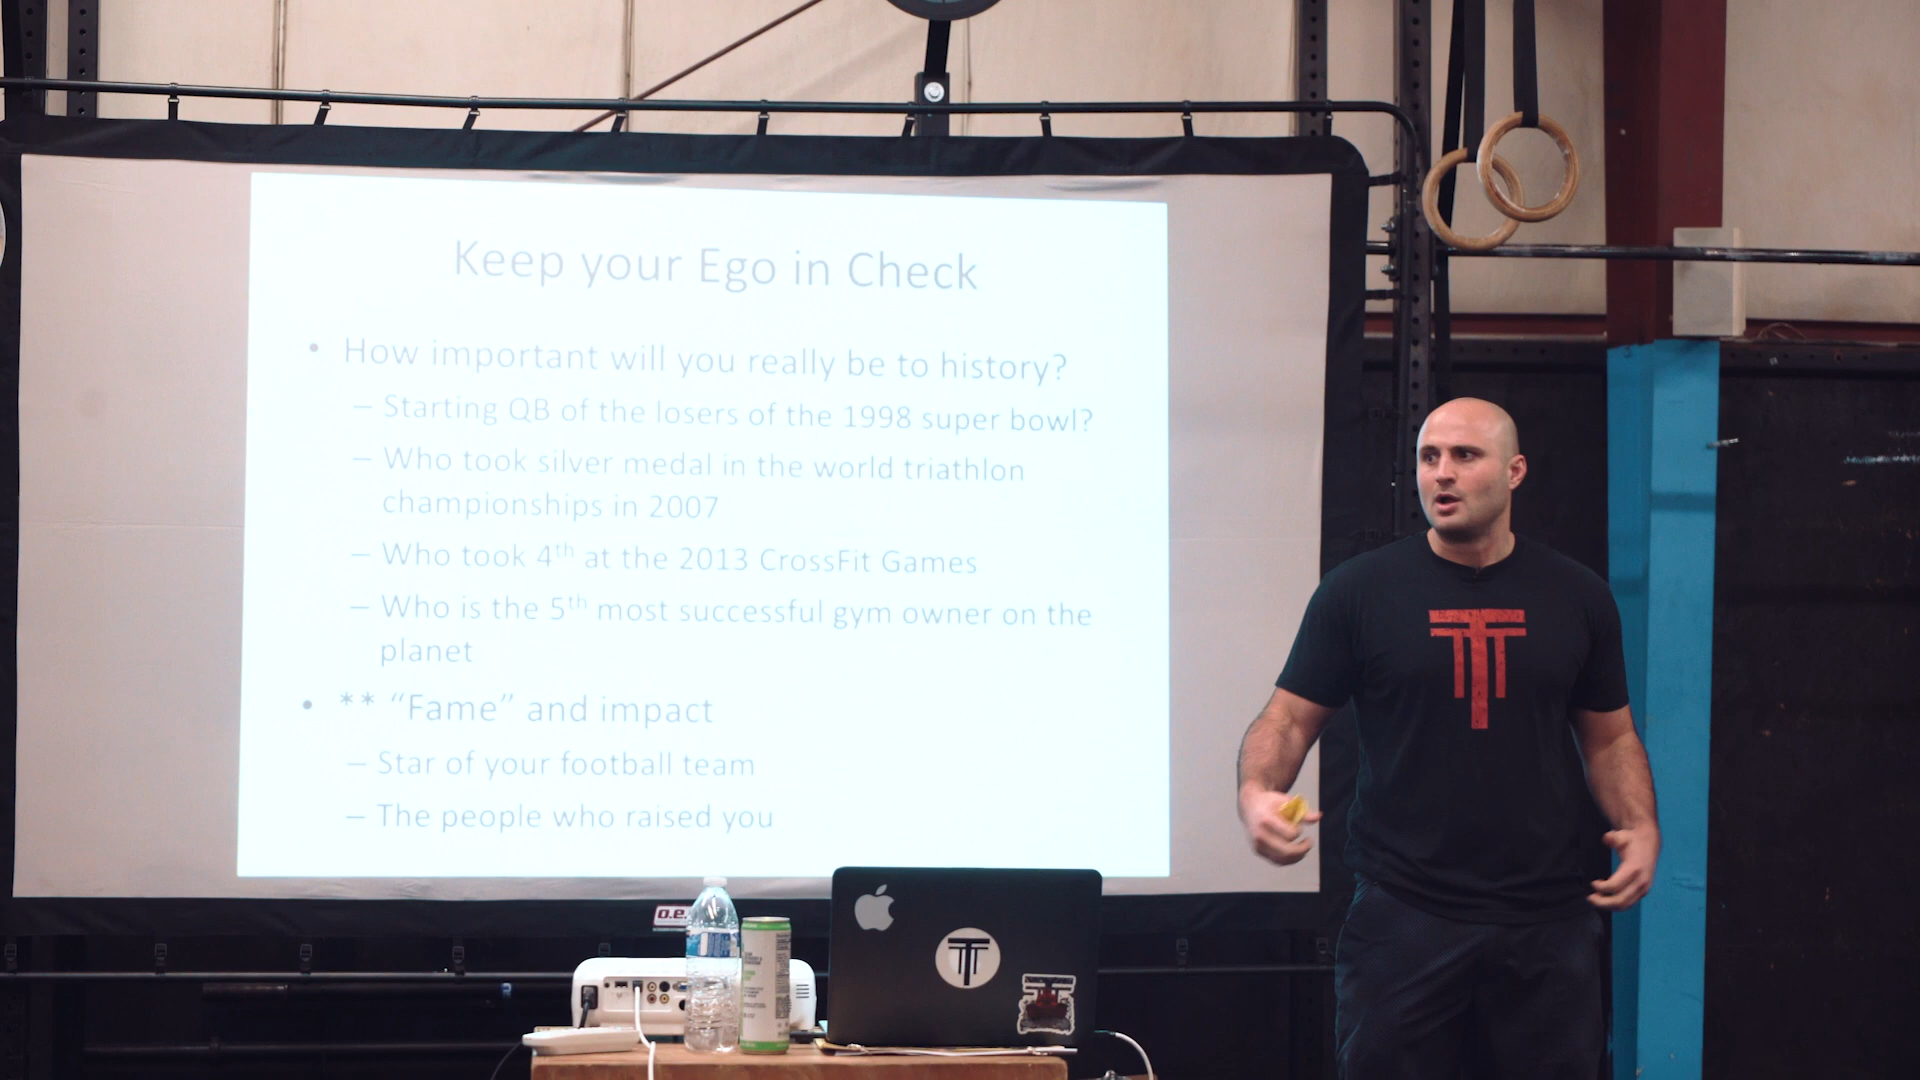 Keep your Ego in Check
• How important will you really be to history?
– Starting QB of the losers of the 1998 super bowl?
– Who took silver medal in the world triathlon
championships in 2007
– Who took 4th at the 2013 CrossFit Games
– Who is the 5th most successful gym owner on the
planet
• ** “Fame” and impact
– Star of your football team
– The people who raised you
o.e.